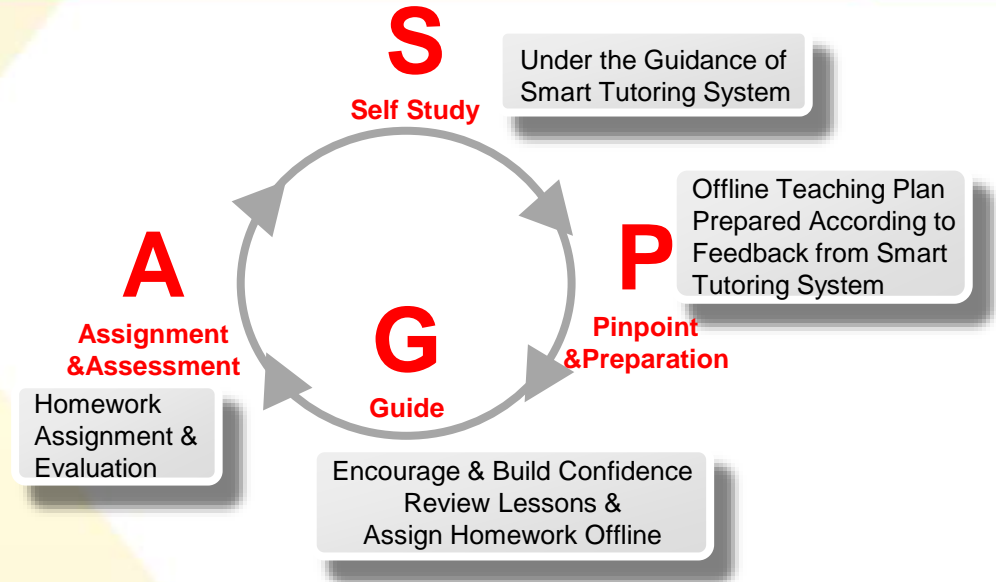 S
Self Study
Under the Guidance of
Smart Tutoring System
P
Pinpoint
&Preparation
Offline Teaching Plan
Prepared According to
Feedback from Smart
Tutoring System
G
Guide
Encourage & Build Confidence
Review Lessons &
Assign Homework Offline
A
Assignment
&Assessment
Homework
Assignment &
Evaluation